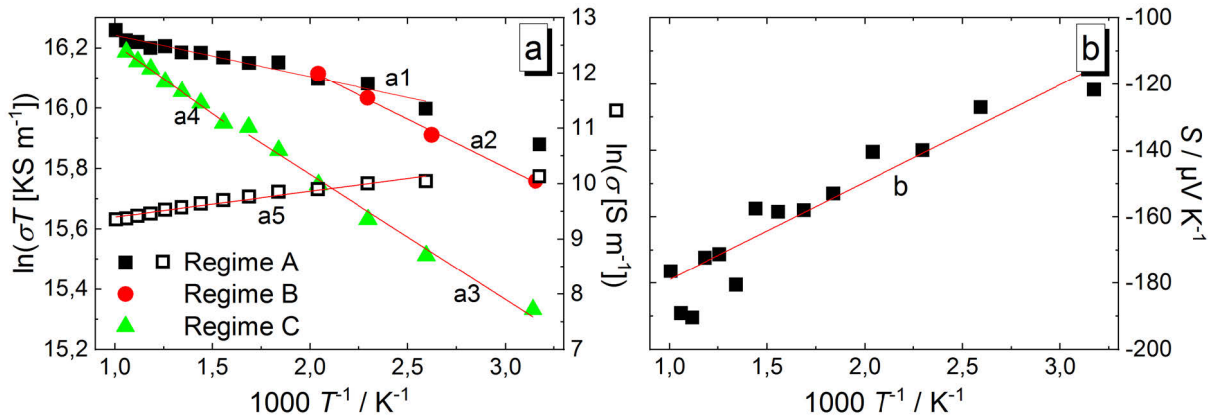 a
ln(σT [KS m⁻¹])
16,2
16,0
15,8
15,6
15,4
15,2
a1
a2
a4
a5
a3
Regime A
Regime B
Regime C
1,0 1,5 2,0 2,5 3,0
1000 T⁻¹ / K⁻¹
13
12
11
10
9
8
7
ln(σ [S m⁻¹])
b
b
1,0 1,5 2,0 2,5 3,0
1000 T⁻¹ / K⁻¹
-100
-120
-140
-160
-180
-200
S / μV K⁻¹